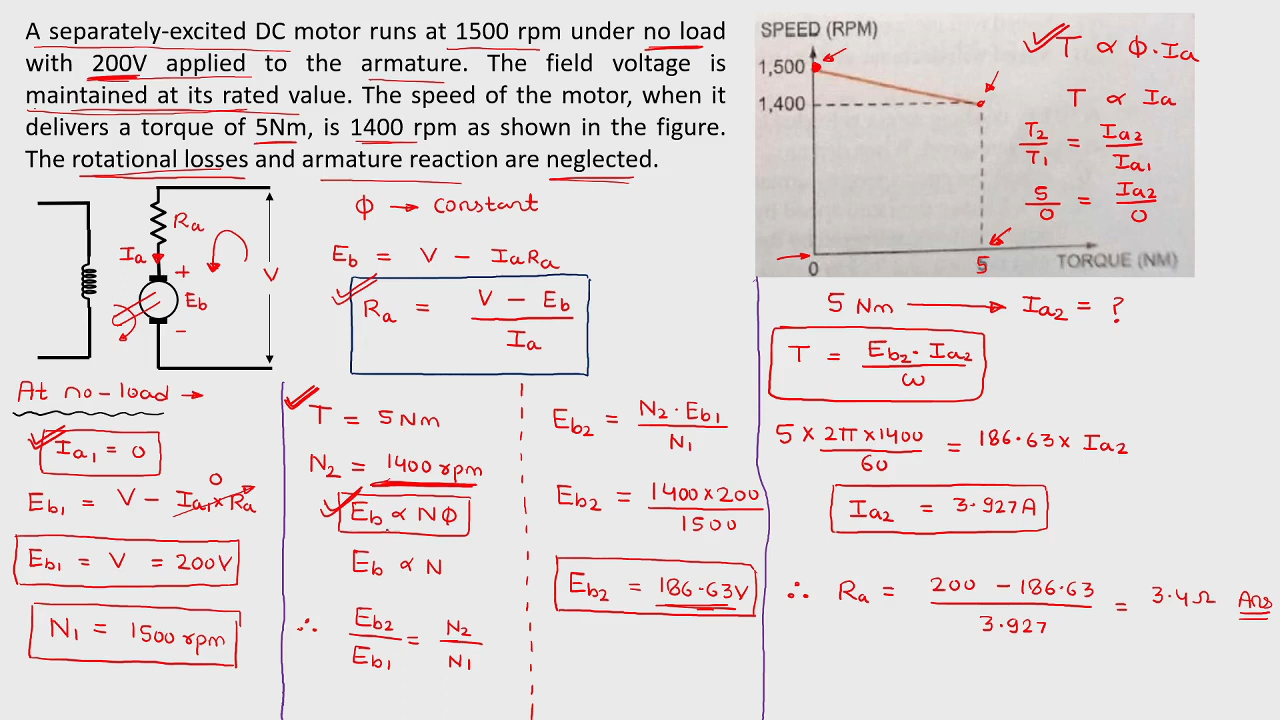 A separately-excited DC motor runs at 1500 rpm under no load
with 200V applied to the armature. The field voltage is
maintained at its rated value. The speed of the motor, when it
delivers a torque of 5Nm, is 1400 rpm as shown in the figure.
The rotational losses and armature reaction are neglected.
SPEED (RPM)
1,500
1,400
0
5
TORQUE (NM)
T ∝ Φ·Ia
T ∝ Ia
T2/T1 = Ia2/Ia1
5/0 = Ia2/0
Ra
Ia
+
Eb
-
V
Φ → constant
Eb = V - IaRa
Ra = (V - Eb)/Ia
At no-load →
Ia1 = 0
Eb1 = V - Ia1×Ra 0
Eb1 = V = 200V
N1 = 1500 rpm
T = 5 Nm
N2 = 1400 rpm
Eb ∝ NΦ
Eb ∝ N
∴ Eb2/Eb1 = N2/N1
Eb2 = N2·Eb1/N1
Eb2 = 1400×200/1500
Eb2 = 186.63V
5 Nm → Ia2 = ?
T = Eb2·Ia2/ω
5 × 2π×1400/60 = 186.63× Ia2
Ia2 = 3.927A
∴ Ra = (200 - 186.63)/3.927 = 3.4Ω Ans